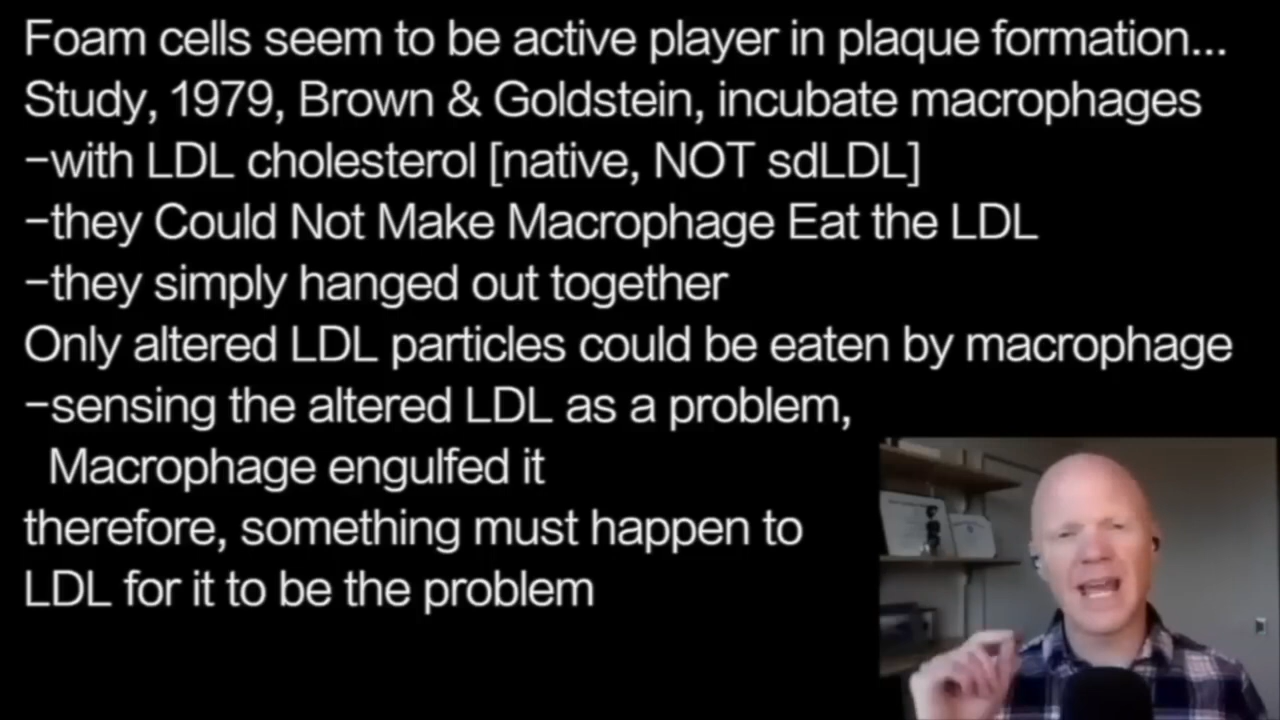 Foam cells seem to be active player in plaque formation...
Study, 1979, Brown & Goldstein, incubate macrophages
−with LDL cholesterol [native, NOT sdLDL]
−they Could Not Make Macrophage Eat the LDL
−they simply hanged out together
Only altered LDL particles could be eaten by macrophage
−sensing the altered LDL as a problem,
Macrophage engulfed it
therefore, something must happen to
LDL for it to be the problem